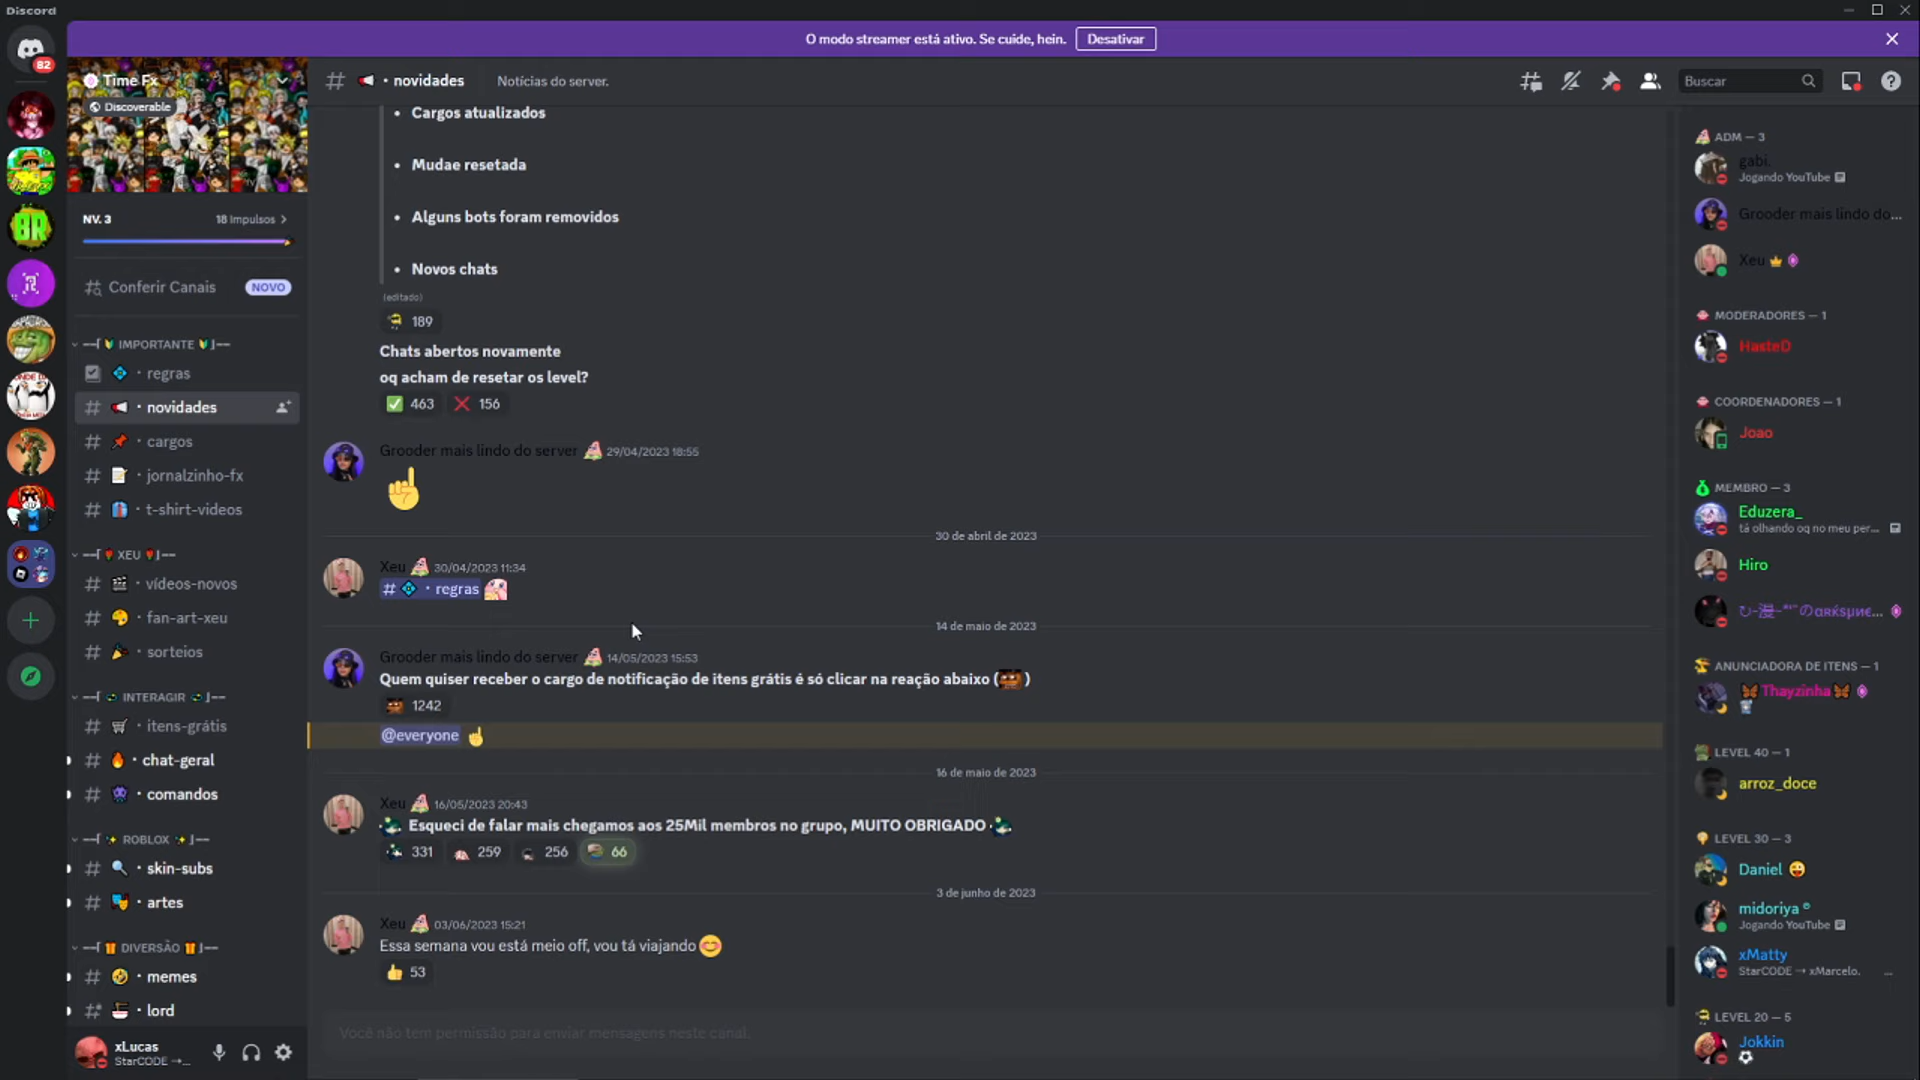 Discord
O modo streamer está ativo. Se cuide, hein. Desativar
82
Time Fx
Discoverable
# · novidades Notícias do server. Buscar
NV. 3 18 Impulsos
Conferir Canais NOVO
IMPORTANTE
· regras
· novidades
· cargos
· jornalzinho-fx
· t-shirt-videos
XEU
· vídeos-novos
· fan-art-xeu
· sorteios
INTERAGIR
· itens-grátis
· chat-geral
· comandos
ROBLOX
· skin-subs
· artes
DIVERSÃO
· memes
· lord
xLucas
StarCODE →...
• Cargos atualizados
• Mudae resetada
• Alguns bots foram removidos
• Novos chats
(editado)
189
Chats abertos novamente
oq acham de resetar os level?
463 156
Grooder mais lindo do server 29/04/2023 18:55
30 de abril de 2023
Xeu 30/04/2023 11:34
# · regras
14 de maio de 2023
Grooder mais lindo do server 14/05/2023 15:53
Quem quiser receber o cargo de notificação de itens grátis é só clicar na reação abaixo ( )
1242
@everyone
16 de maio de 2023
Xeu 16/05/2023 20:43
Esqueci de falar mais chegamos aos 25Mil membros no grupo, MUITO OBRIGADO
331 259 256 66
3 de junho de 2023
Xeu 03/06/2023 15:21
Essa semana vou está meio off, vou tá viajando
53
Você não tem permissão para enviar mensagens neste canal.
ADM — 3
gabi.
Jogando YouTube
Grooder mais lindo do...
Xeu
MODERADORES — 1
HasteD
COORDENADORES — 1
Joao
MEMBRO — 3
Eduzera_
tá olhando oq no meu per...
Hiro
ANUNCIADORA DE ITENS — 1
Thayzinha
LEVEL 40 — 1
arroz_doce
LEVEL 30 — 3
Daniel
midoriya
Jogando YouTube
xMatty
StarCODE → xMarcelo. ...
LEVEL 20 — 5
Jokkin